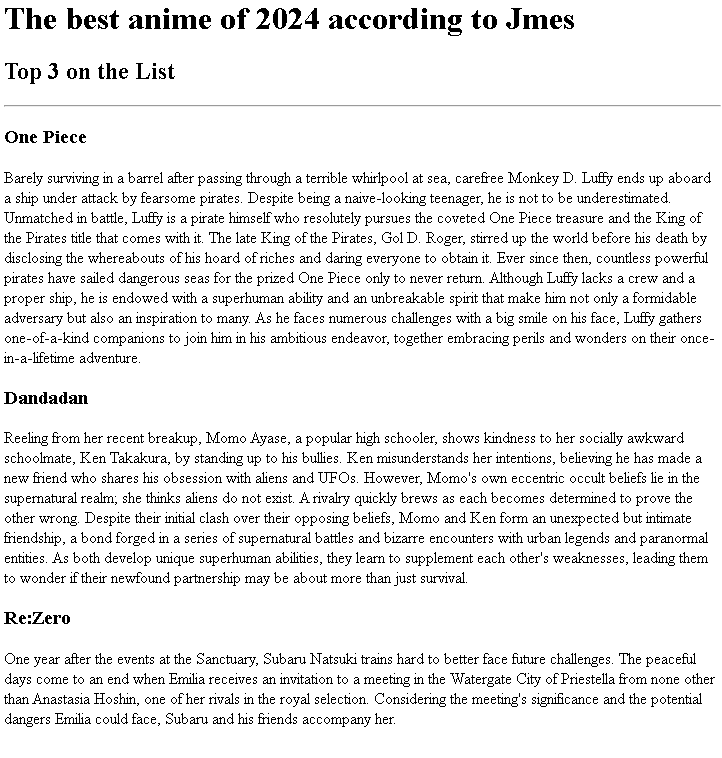 The best anime of 2024 according to Jmes
Top 3 on the List
One Piece
Barely surviving in a barrel after passing through a terrible whirlpool at sea, carefree Monkey D. Luffy ends up aboard
a ship under attack by fearsome pirates. Despite being a naive-looking teenager, he is not to be underestimated.
Unmatched in battle, Luffy is a pirate himself who resolutely pursues the coveted One Piece treasure and the King of
the Pirates title that comes with it. The late King of the Pirates, Gol D. Roger, stirred up the world before his death by
disclosing the whereabouts of his hoard of riches and daring everyone to obtain it. Ever since then, countless powerful
pirates have sailed dangerous seas for the prized One Piece only to never return. Although Luffy lacks a crew and a
proper ship, he is endowed with a superhuman ability and an unbreakable spirit that make him not only a formidable
adversary but also an inspiration to many. As he faces numerous challenges with a big smile on his face, Luffy gathers
one-of-a-kind companions to join him in his ambitious endeavor, together embracing perils and wonders on their once-
in-a-lifetime adventure.
Dandadan
Reeling from her recent breakup, Momo Ayase, a popular high schooler, shows kindness to her socially awkward
schoolmate, Ken Takakura, by standing up to his bullies. Ken misunderstands her intentions, believing he has made a
new friend who shares his obsession with aliens and UFOs. However, Momo's own eccentric occult beliefs lie in the
supernatural realm; she thinks aliens do not exist. A rivalry quickly brews as each becomes determined to prove the
other wrong. Despite their initial clash over their opposing beliefs, Momo and Ken form an unexpected but intimate
friendship, a bond forged in a series of supernatural battles and bizarre encounters with urban legends and paranormal
entities. As both develop unique superhuman abilities, they learn to supplement each other's weaknesses, leading them
to wonder if their newfound partnership may be about more than just survival.
Re:Zero
One year after the events at the Sanctuary, Subaru Natsuki trains hard to better face future challenges. The peaceful
days come to an end when Emilia receives an invitation to a meeting in the Watergate City of Priestella from none other
than Anastasia Hoshin, one of her rivals in the royal selection. Considering the meeting's significance and the potential
dangers Emilia could face, Subaru and his friends accompany her.